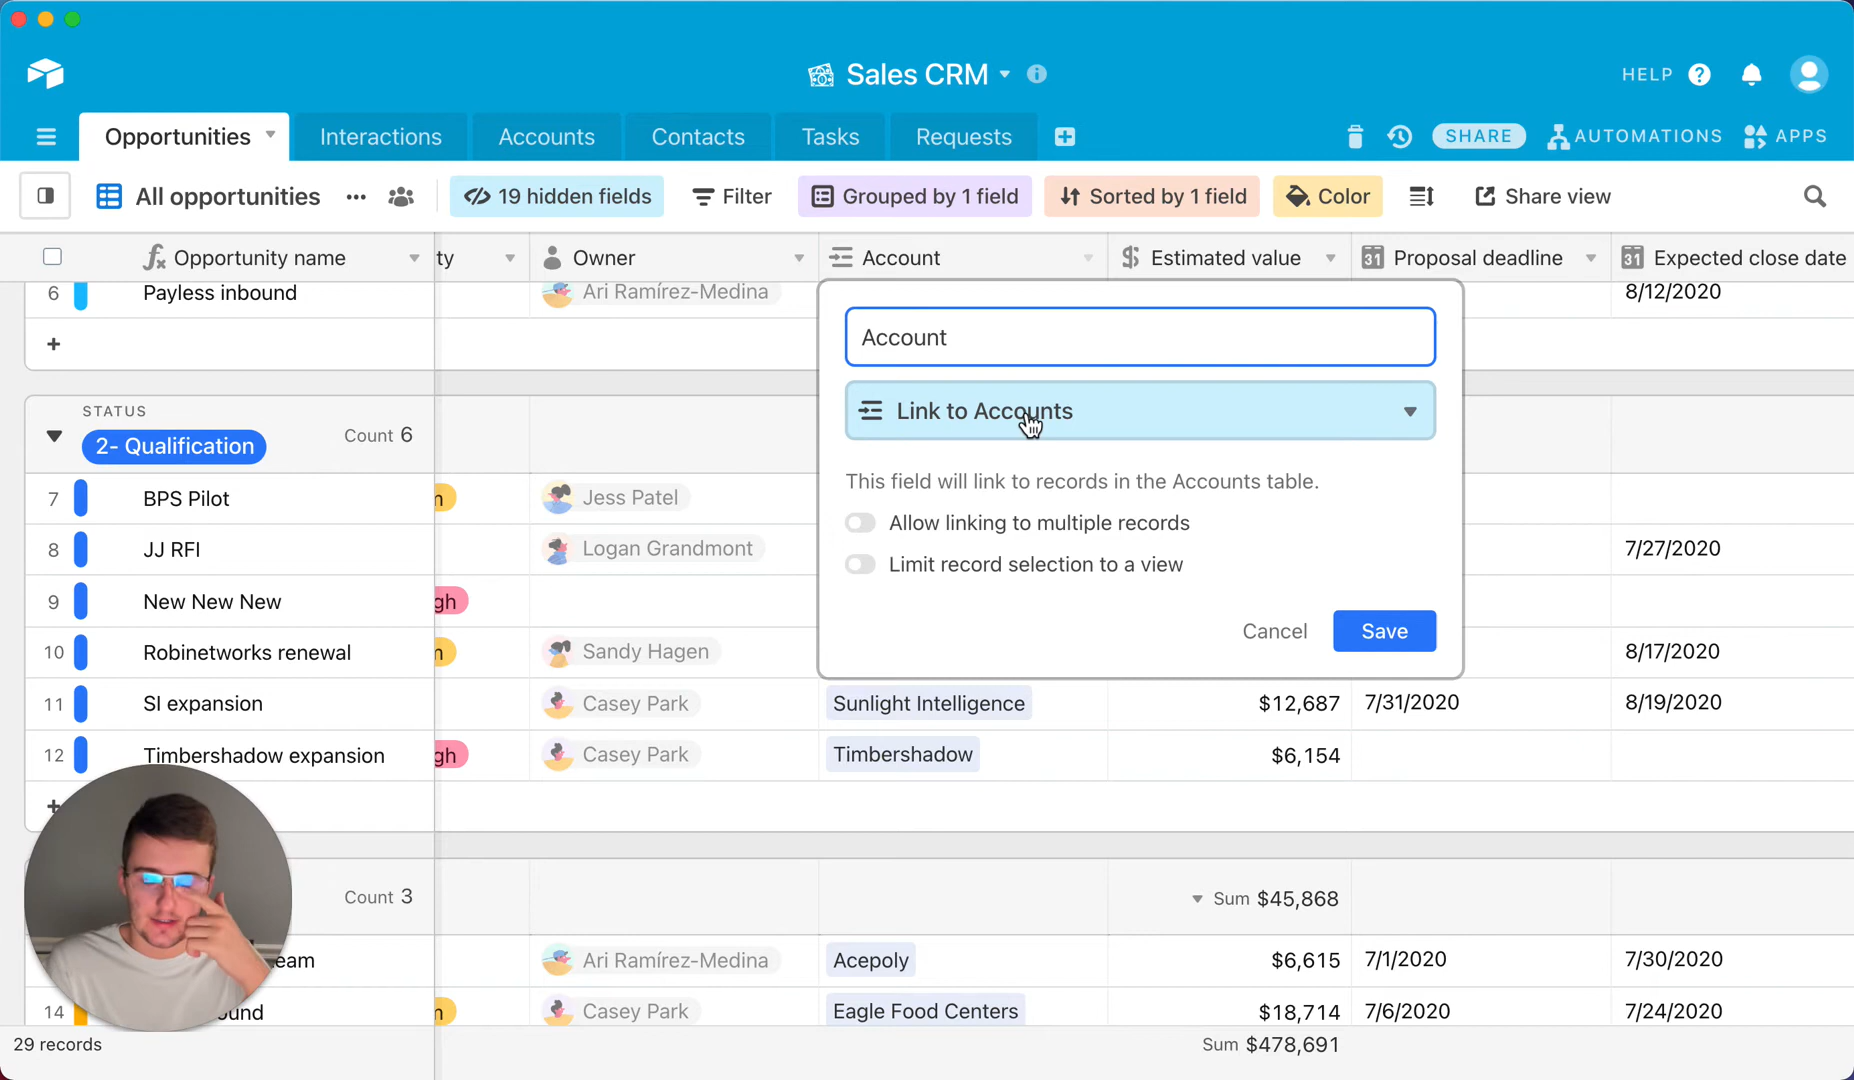 Sales CRM
HELP
Opportunities
Interactions
Accounts
Contacts
Tasks
Requests
SHARE
AUTOMATIONS
APPS
All opportunities
19 hidden fields
Filter
Grouped by 1 field
Sorted by 1 field
Color
Share view
Opportunity name
ty
Owner
Account
Estimated value
31
Proposal deadline
31
Expected close date
6
Payless inbound
Ari Ramírez-Medina
8/12/2020
Account
Link to Accounts
This field will link to records in the Accounts table.
Allow linking to multiple records
Limit record selection to a view
Cancel
Save
STATUS
2- Qualification
Count 6
7
BPS Pilot
n
Jess Patel
8
JJ RFI
Logan Grandmont
7/27/2020
9
New New New
gh
10
Robinetworks renewal
n
Sandy Hagen
8/17/2020
11
SI expansion
Casey Park
Sunlight Intelligence
$12,687
7/31/2020
8/19/2020
12
Timbershadow expansion
gh
Casey Park
Timbershadow
$6,154
Count 3
Sum $45,868
eam
Ari Ramírez-Medina
Acepoly
$6,615
7/1/2020
7/30/2020
14
ound
n
Casey Park
Eagle Food Centers
$18,714
7/6/2020
7/24/2020
29 records
Sum $478,691